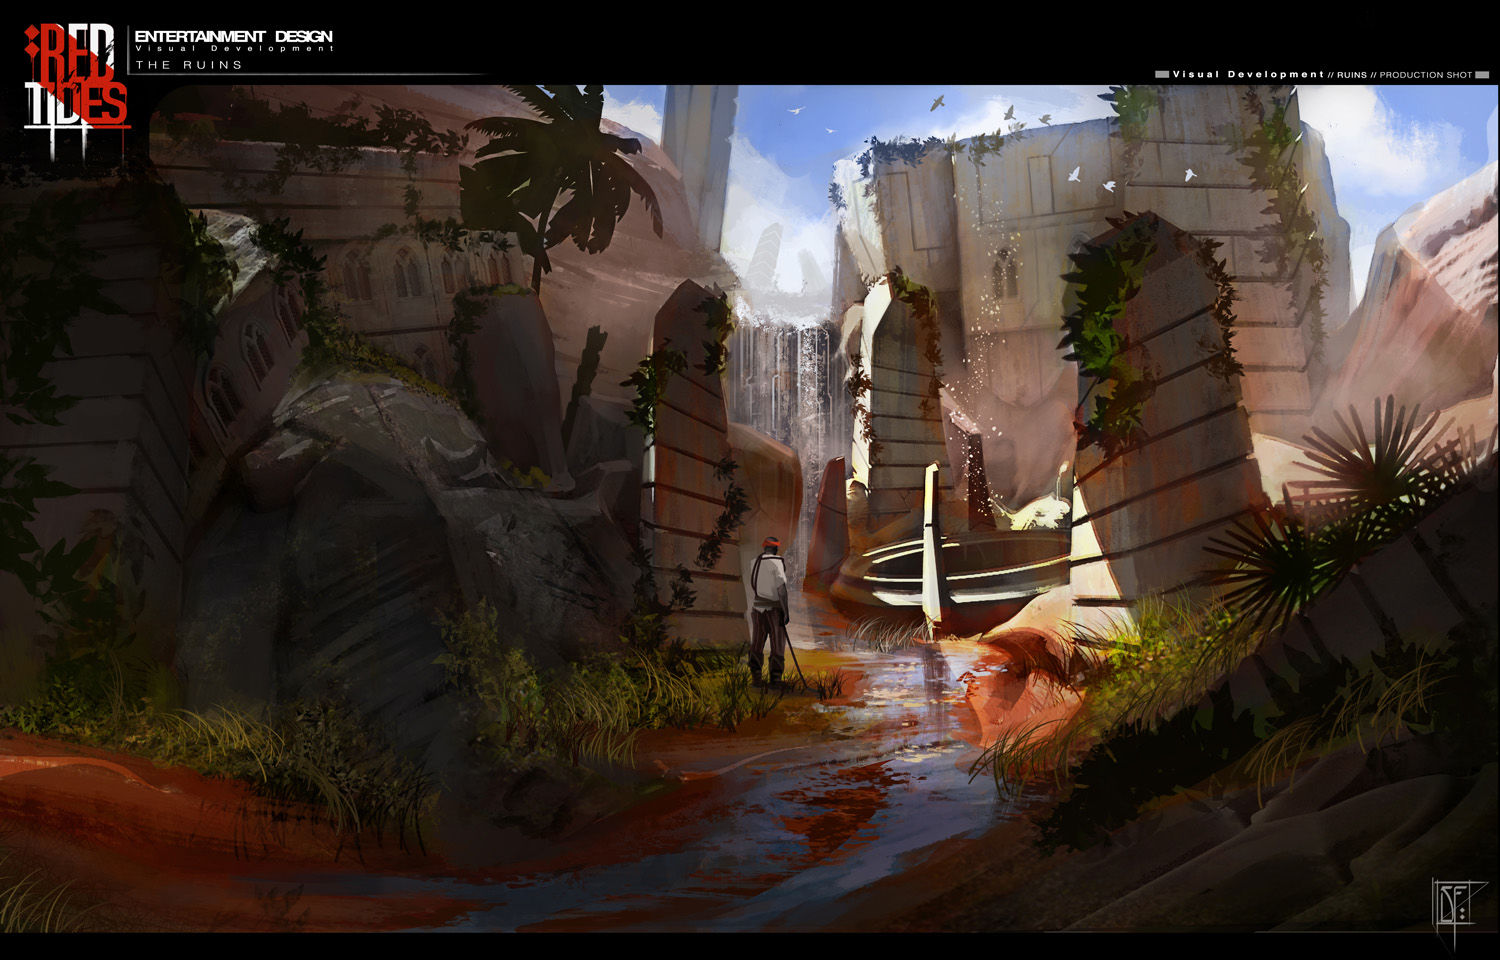 RED
TIDES
ENTERTAINMENT DESIGN
Visual Development
THE RUINS
Visual Development // RUINS // PRODUCTION SHOT